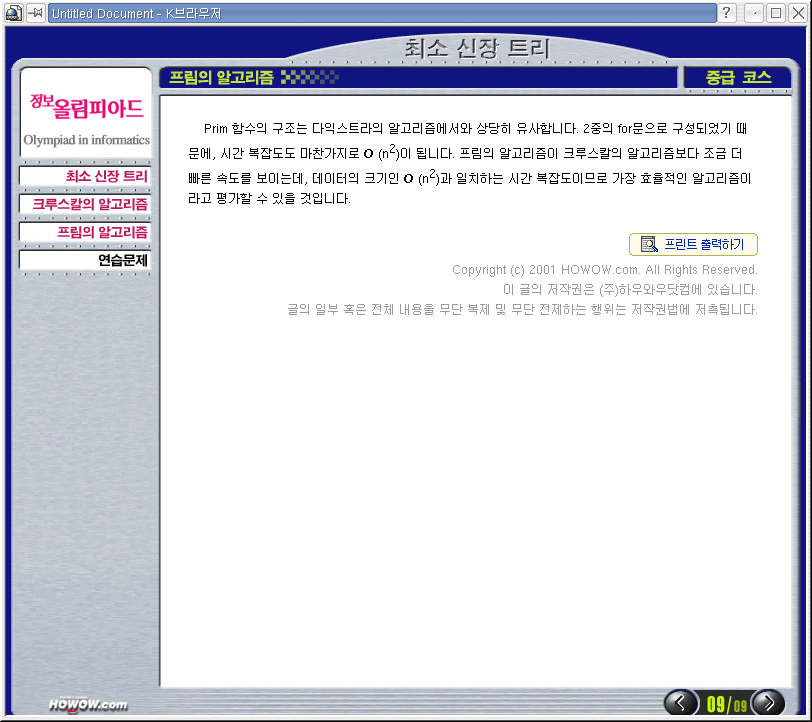 Untitled Document - K브라우저
최소 신장 트리
프림의 알고리즘
중급 코스
정보올림피아드
Olympiad in informatics
최소 신장 트리
크루스칼의 알고리즘
프림의 알고리즘
연습문제
Prim 함수의 구조는 다익스트라의 알고리즘에서와 상당히 유사합니다. 2중의 for문으로 구성되었기 때
문에, 시간 복잡도도 마찬가지로 O (n²)이 됩니다. 프림의 알고리즘이 크루스칼의 알고리즘보다 조금 더
빠른 속도를 보이는데, 데이터의 크기인 O (n²)과 일치하는 시간 복잡도이므로 가장 효율적인 알고리즘이
라고 평가할 수 있을 것입니다.
프린트 출력하기
Copyright (c) 2001 HOWOW.com. All Rights Reserved.
이 글의 저작권은 (주)하우와우닷컴에 있습니다.
글의 일부 혹은 전체 내용을 무단 복제 및 무단 전제하는 행위는 저작권법에 저촉됩니다.
HOWOW.com
09/09